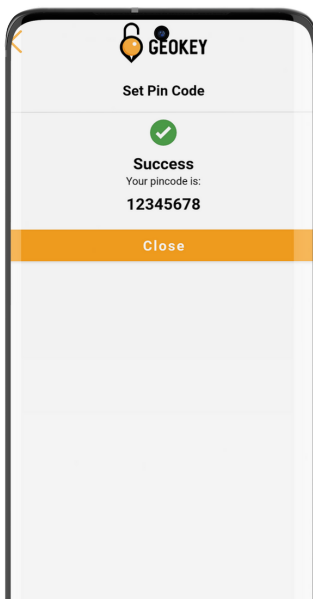 GEOKEY
Set Pin Code
Success
Your pincode is:
12345678
Close